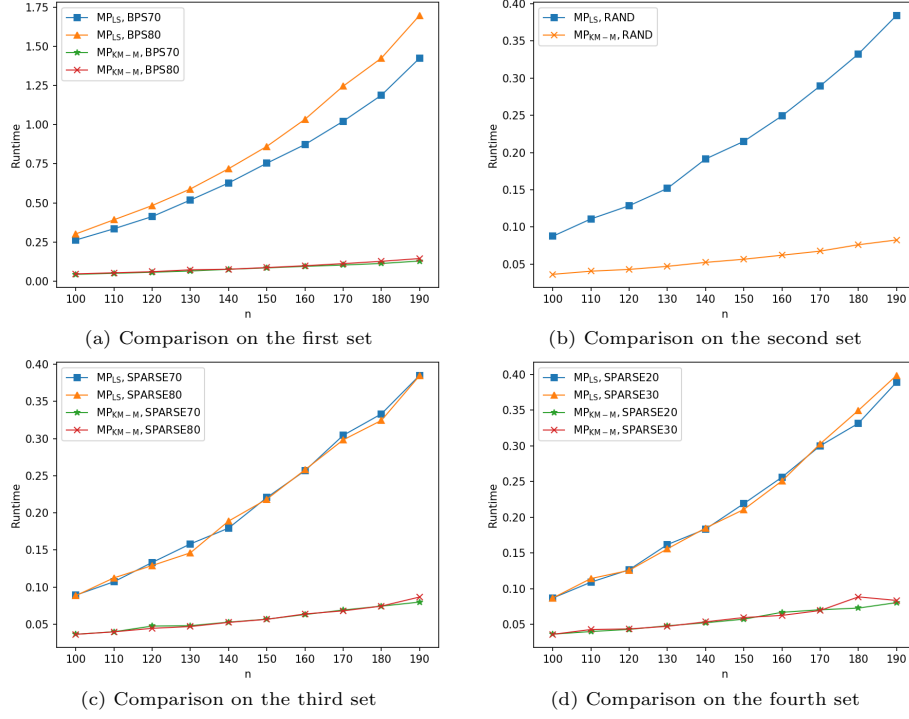 MP_LS, BPS70
MP_LS, BPS80
MP_KM−M, BPS70
MP_KM−M, BPS80
1.75
1.50
1.25
1.00
0.75
0.50
0.25
0.00
Runtime
100 110 120 130 140 150 160 170 180 190
n
(a) Comparison on the first set
MP_LS, RAND
MP_KM−M, RAND
0.40
0.35
0.30
0.25
0.20
0.15
0.10
0.05
Runtime
100 110 120 130 140 150 160 170 180 190
n
(b) Comparison on the second set
MP_LS, SPARSE70
MP_LS, SPARSE80
MP_KM−M, SPARSE70
MP_KM−M, SPARSE80
0.40
0.35
0.30
0.25
0.20
0.15
0.10
0.05
Runtime
100 110 120 130 140 150 160 170 180 190
n
(c) Comparison on the third set
MP_LS, SPARSE20
MP_LS, SPARSE30
MP_KM−M, SPARSE20
MP_KM−M, SPARSE30
0.40
0.35
0.30
0.25
0.20
0.15
0.10
0.05
Runtime
100 110 120 130 140 150 160 170 180 190
n
(d) Comparison on the fourth set